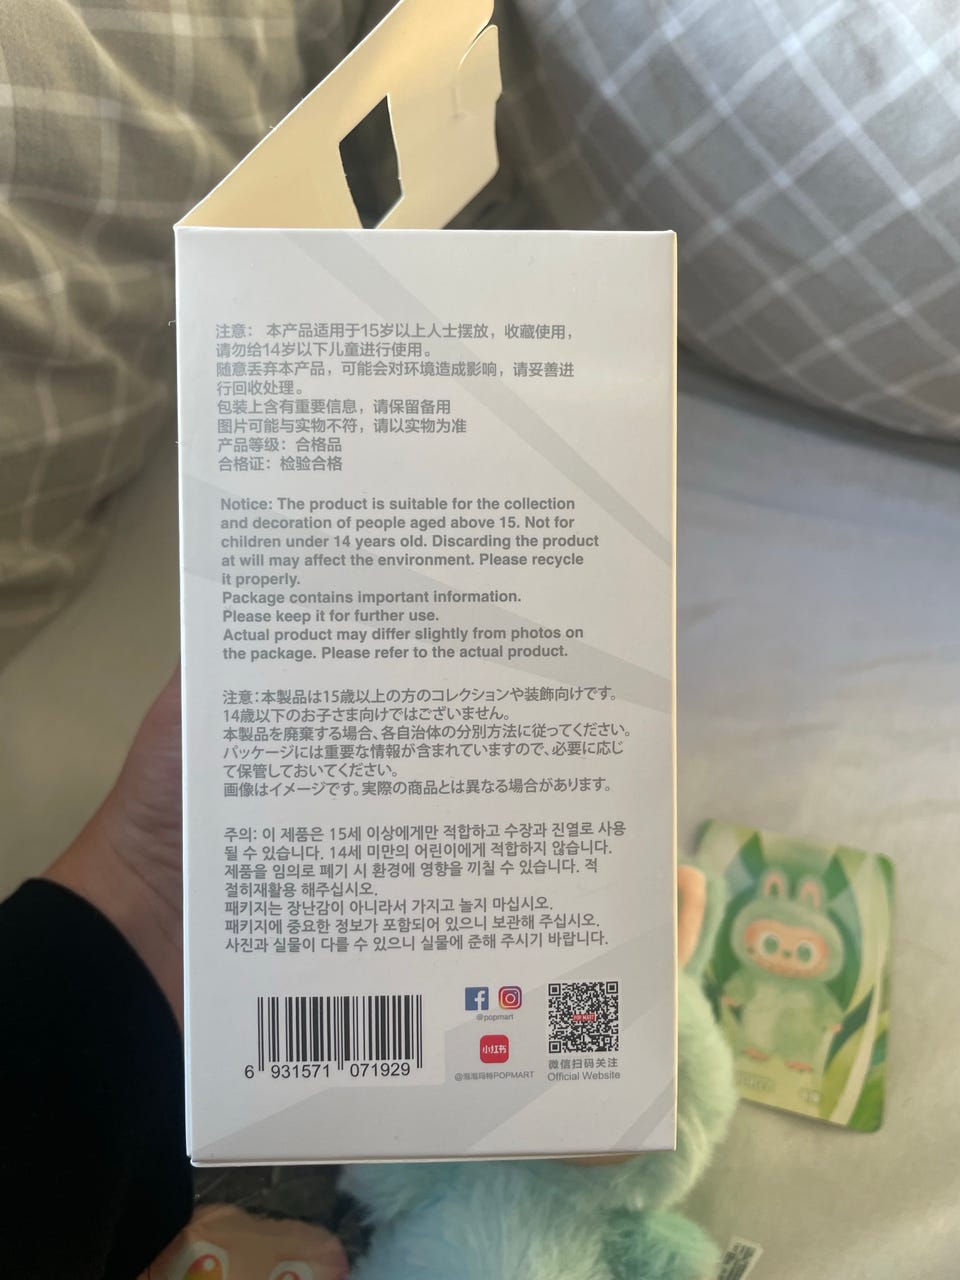 注意： 本产品适用于15岁以上人士摆放，收藏使用，
请勿给14岁以下儿童进行使用。
随意丢弃本产品，可能会对环境造成影响，请妥善进
行回收处理。
包装上含有重要信息，请保留备用
图片可能与实物不符，请以实物为准
产品等级：合格品
合格证：检验合格
Notice: The product is suitable for the collection
and decoration of people aged above 15. Not for
children under 14 years old. Discarding the product
at will may affect the environment. Please recycle
it properly.
Package contains important information.
Please keep it for further use.
Actual product may differ slightly from photos on
the package. Please refer to the actual product.
注意：本製品は15歳以上の方のコレクションや装飾向けです。
14歳以下のお子さま向けではございません。
本製品を廃棄する場合、各自治体の分別方法に従ってください。
パッケージには重要な情報が含まれていますので、必要に応じ
て保管しておいてください。
画像はイメージです。実際の商品とは異なる場合があります。
주의: 이 제품은 15세 이상에게만 적합하고 수장과 진열로 사용
될 수 있습니다. 14세 미만의 어린이에게 적합하지 않습니다.
제품을 임의로 폐기 시 환경에 영향을 끼칠 수 있습니다. 적
절히재활용 해주십시오.
패키지는 장난감이 아니라서 가지고 놀지 마십시오.
패키지에 중요한 정보가 포함되어 있으니 보관해 주십시오.
사진과 실물이 다를 수 있으니 실물에 준해 주시기 바랍니다.
@popmart
POP MART
小红书
@泡泡玛特POPMART
微信扫码关注
Official Website
6 931571 071929